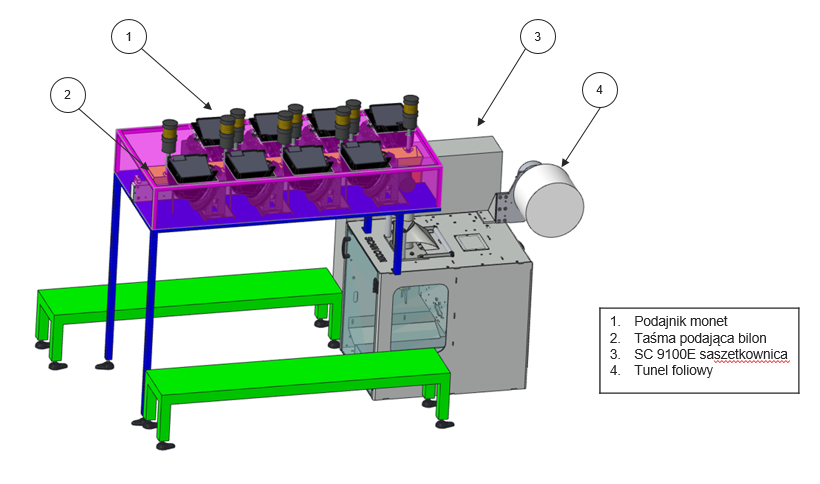 1
3
2
4
1. Podajnik monet
2. Taśma podająca bilon
3. SC 9100E saszetkownica
4. Tunel foliowy